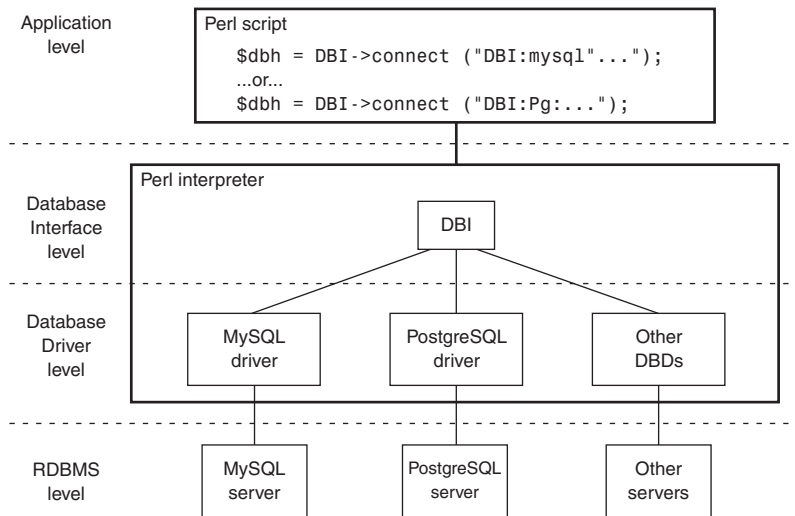 Application
level
Perl script
$dbh = DBI->connect ("DBI:mysql"...");
...or...
$dbh = DBI->connect ("DBI:Pg:...");
Perl interpreter
Database
Interface
level
DBI
Database
Driver
level
MySQL
driver
PostgreSQL
driver
Other
DBDs
RDBMS
level
MySQL
server
PostgreSQL
server
Other
servers